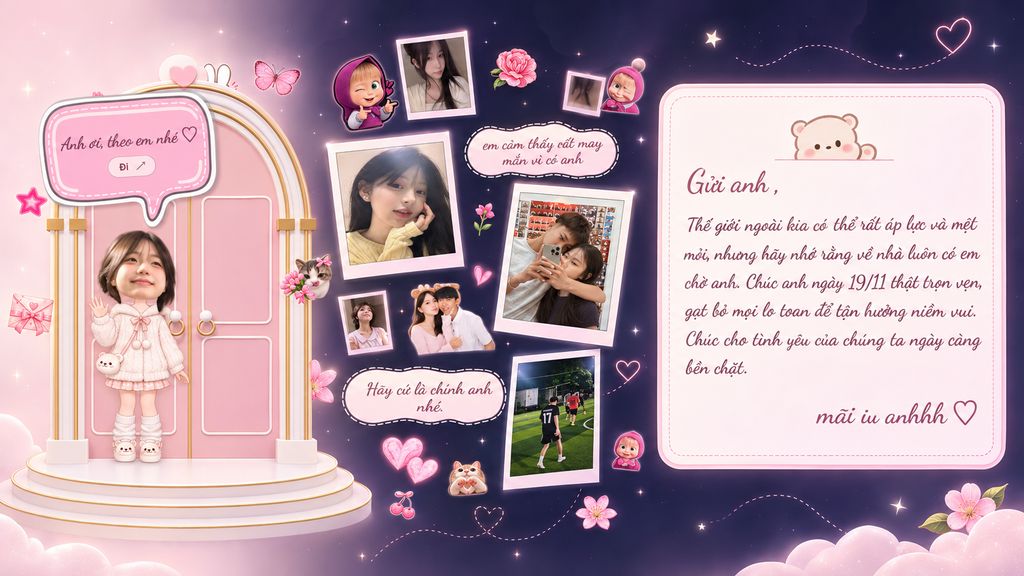 Anh ơi, theo em nhé ♡
Đi ↗
em cảm thấy cất may
mắn vì có anh
Hãy cứ là chính anh
nhé.
17
Gửi anh ,
Thế giới ngoài kia có thể rất áp lực và mệt
mỏi, nhưng hãy nhớ rằng về nhà luôn có em
chờ anh. Chúc anh ngày 19/11 thật trọn vẹn,
gạt bỏ mọi lo toan để tận hưởng niềm vui.
Chúc cho tình yêu của chúng ta ngày càng
bền chặt.
mãi iu anhhh ♡